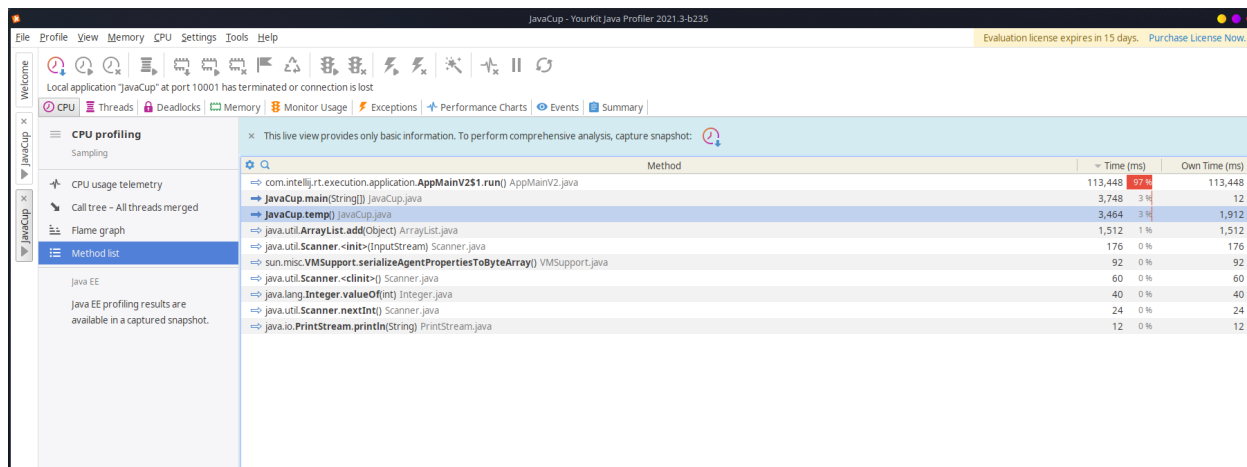 JavaCup - YourKit Java Profiler 2021.3-b235
File Profile View Memory CPU Settings Tools Help
Evaluation license expires in 15 days. Purchase License Now.
Welcome
Local application "JavaCup" at port 10001 has terminated or connection is lost
CPU Threads Deadlocks Memory Monitor Usage Exceptions Performance Charts Events Summary
JavaCup
JavaCup
CPU profiling
Sampling
CPU usage telemetry
Call tree – All threads merged
Flame graph
Method list
Java EE
Java EE profiling results are
available in a captured snapshot.
This live view provides only basic information. To perform comprehensive analysis, capture snapshot:
Method Time (ms) Own Time (ms)
com.intellij.rt.execution.application.AppMainV2$1.run() AppMainV2.java 113,448 97 % 113,448
JavaCup.main(String[]) JavaCup.java 3,748 3 % 12
JavaCup.temp() JavaCup.java 3,464 3 % 1,912
java.util.ArrayList.add(Object) ArrayList.java 1,512 1 % 1,512
java.util.Scanner.<init>(InputStream) Scanner.java 176 0 % 176
sun.misc.VMSupport.serializeAgentPropertiesToByteArray() VMSupport.java 92 0 % 92
java.util.Scanner.<clinit>() Scanner.java 60 0 % 60
java.lang.Integer.valueOf(int) Integer.java 40 0 % 40
java.util.Scanner.nextInt() Scanner.java 24 0 % 24
java.io.PrintStream.println(String) PrintStream.java 12 0 % 12